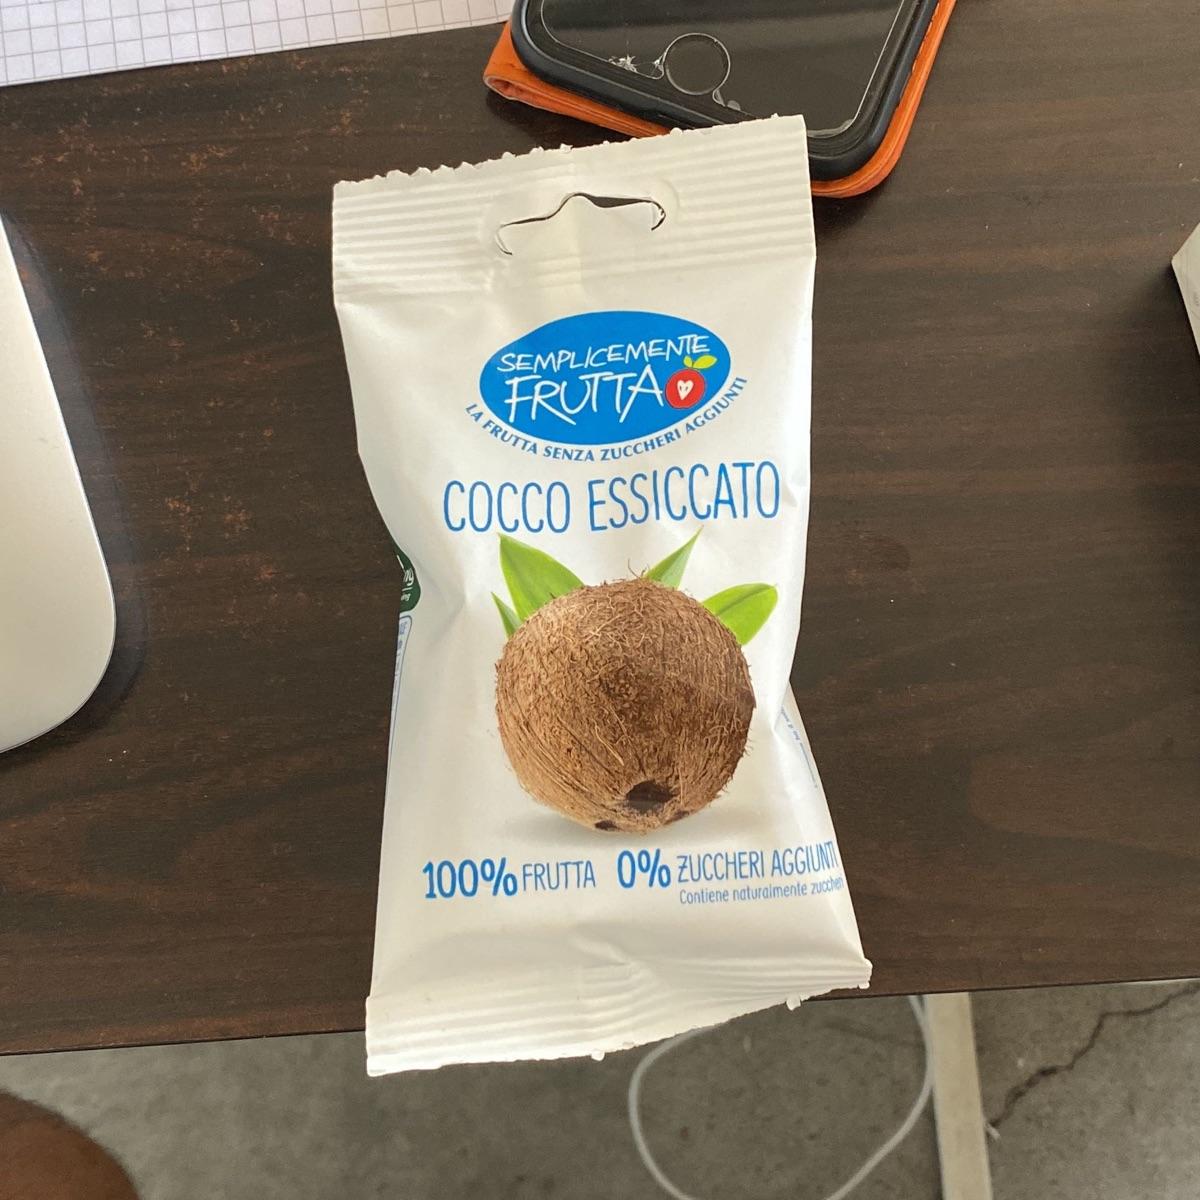 SEMPLICEMENTE
FRUTTA
LA FRUTTA SENZA ZUCCHERI AGGIUNTI
COCCO ESSICCATO
100% FRUTTA 0% ZUCCHERI AGGIUNTI
Contiene naturalmente zuccheri